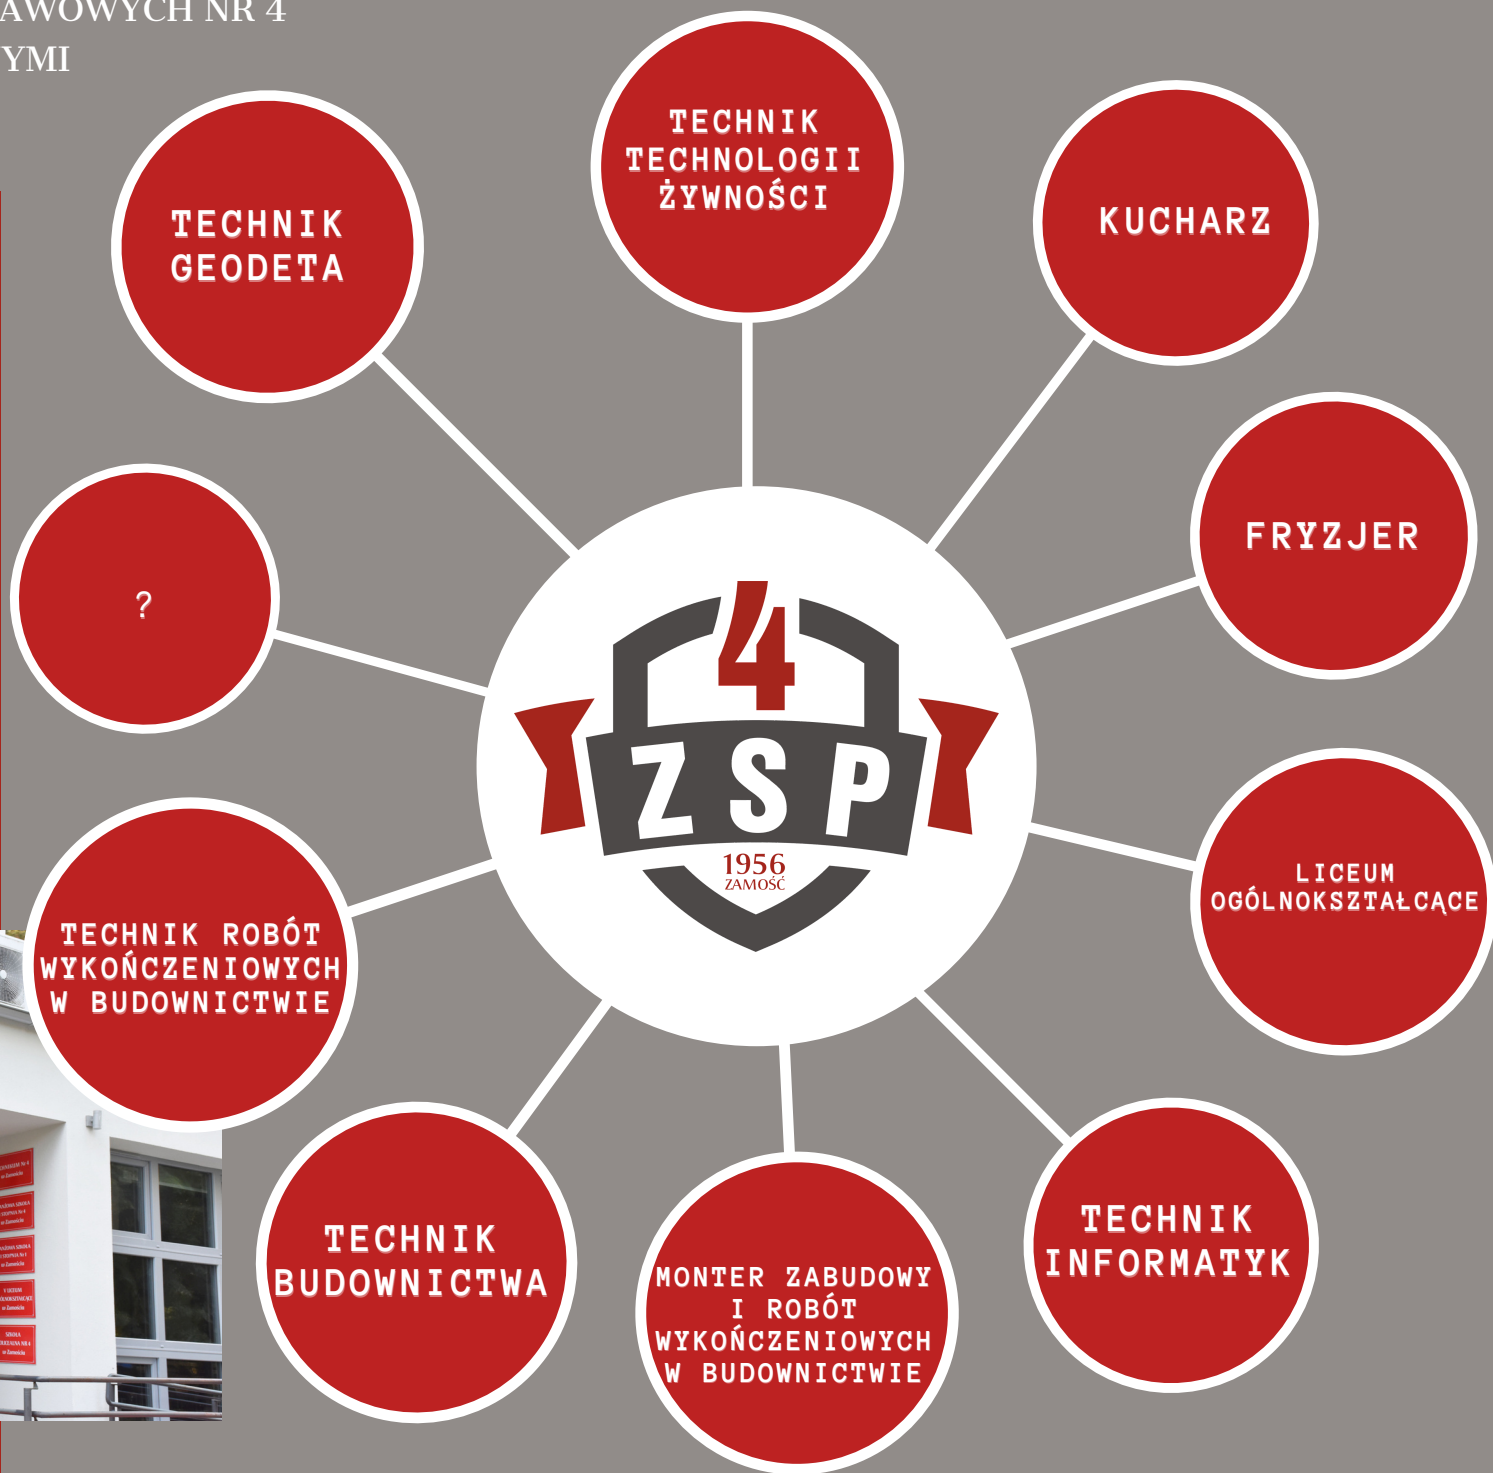 AWOWYCH NR 4
YMI
TECHNIK
TECHNOLOGII
ŻYWNOŚCI
KUCHARZ
TECHNIK
GEODETA
FRYZJER
?
4
ZSP
1956
ZAMOŚĆ
LICEUM
OGÓLNOKSZTAŁCĄCE
TECHNIK ROBÓT
WYKOŃCZENIOWYCH
W BUDOWNICTWIE
TECHNIK
BUDOWNICTWA
MONTER ZABUDOWY
I ROBÓT
WYKOŃCZENIOWYCH
W BUDOWNICTWIE
TECHNIK
INFORMATYK